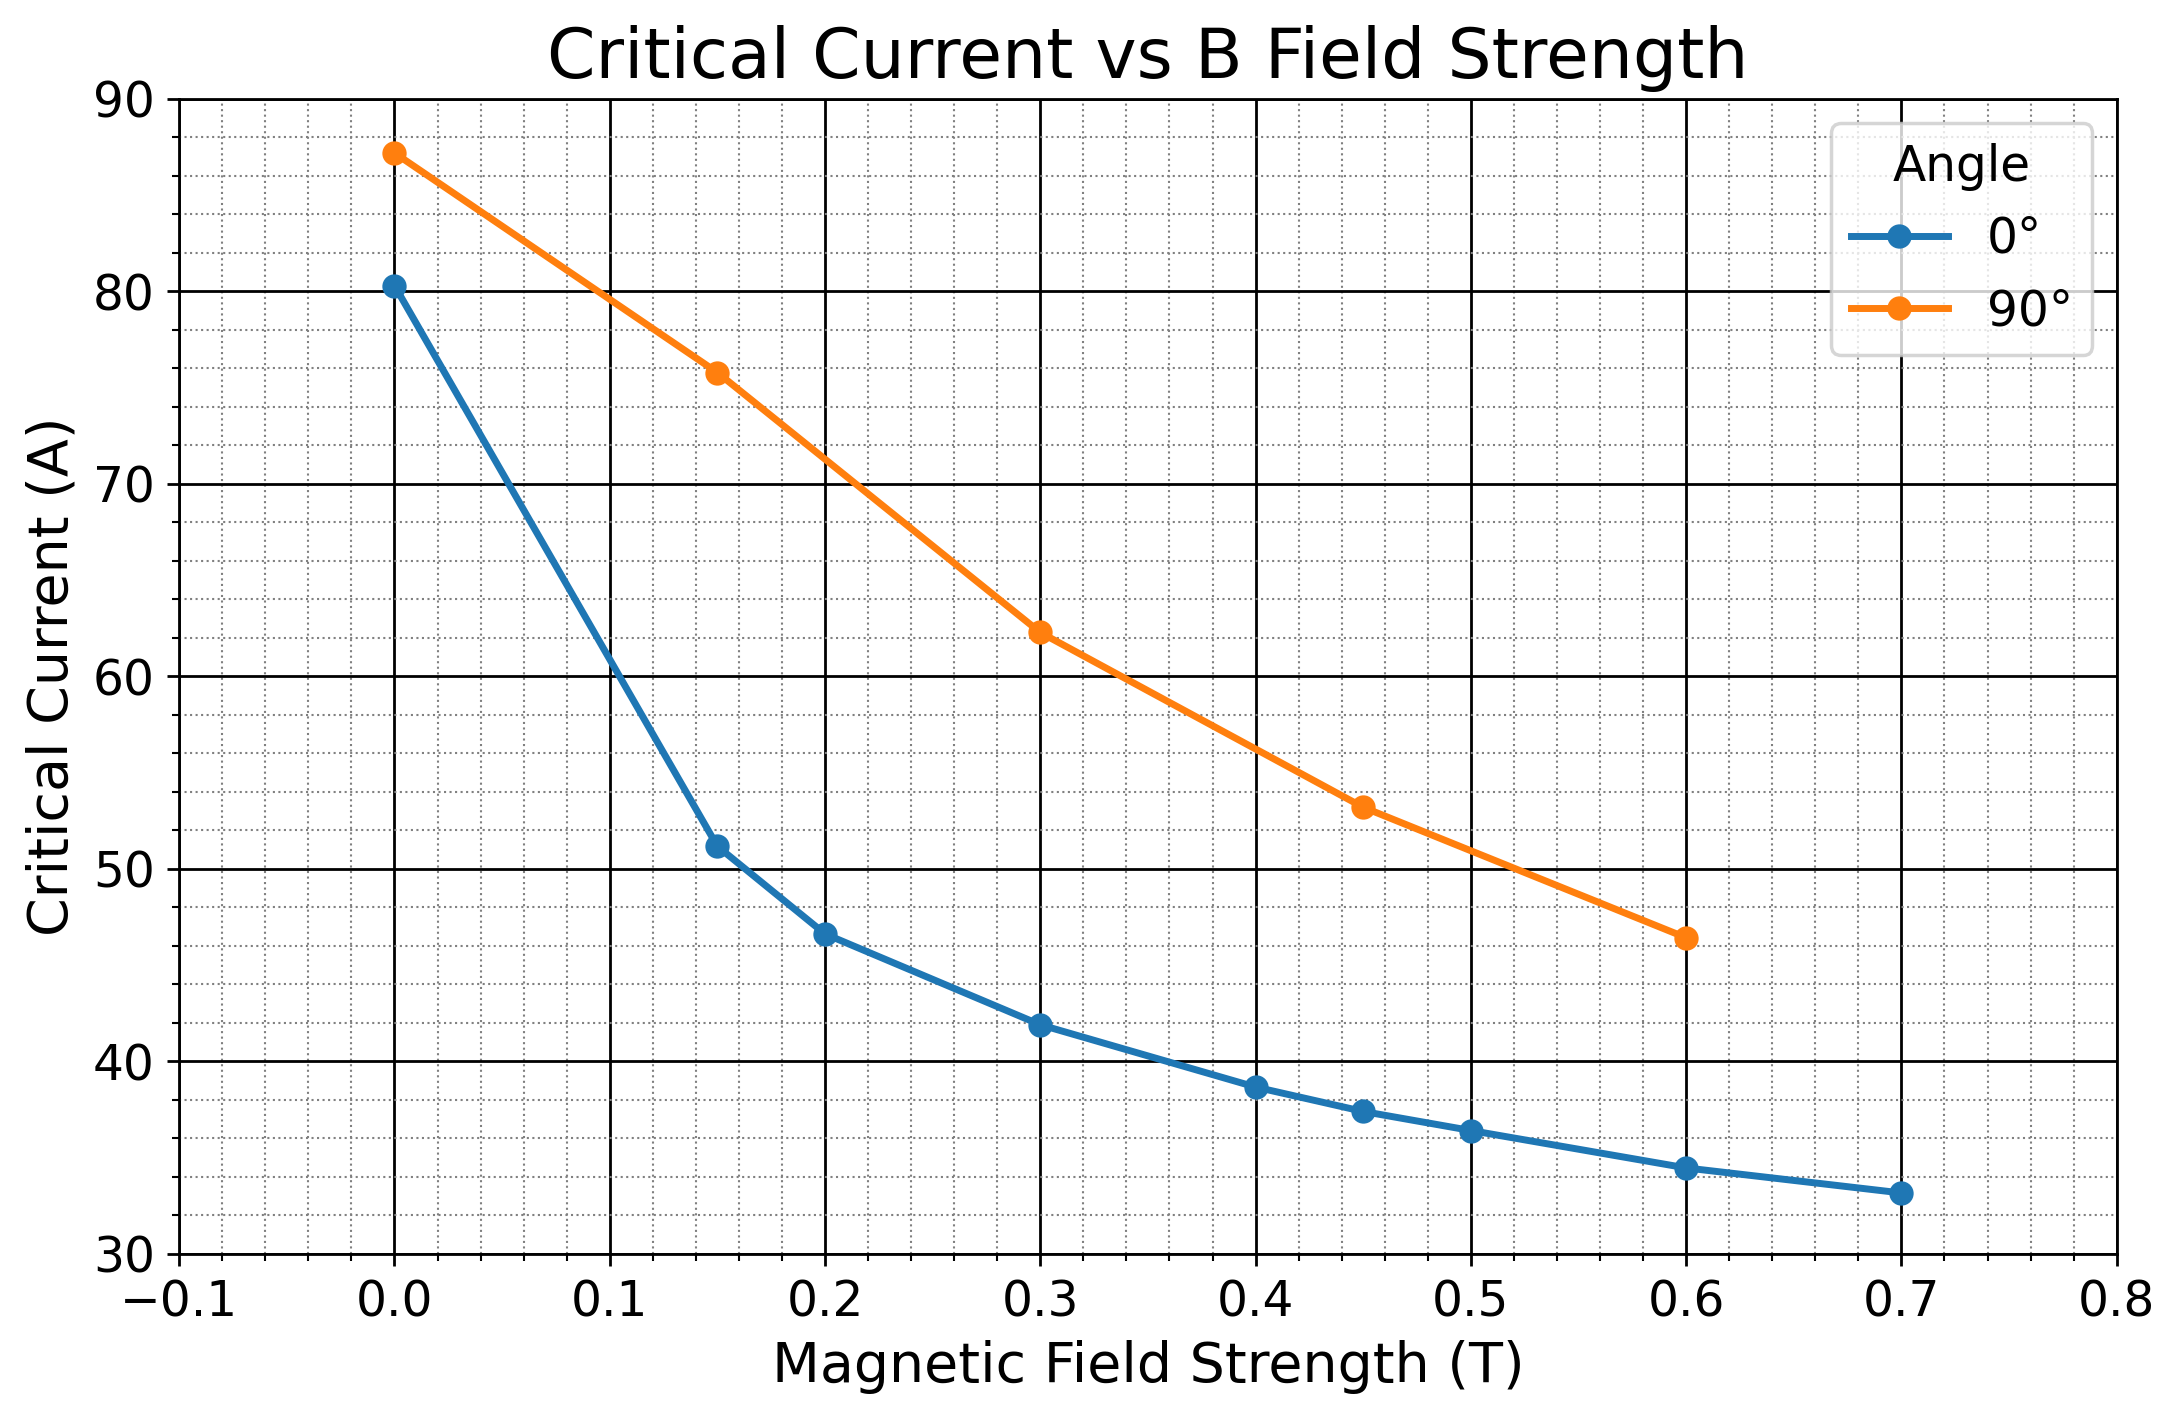 Critical Current vs B Field Strength
90
80
70
60
50
40
30
Critical Current (A)
Angle
0°
90°
−0.1 0.0 0.1 0.2 0.3 0.4 0.5 0.6 0.7 0.8
Magnetic Field Strength (T)